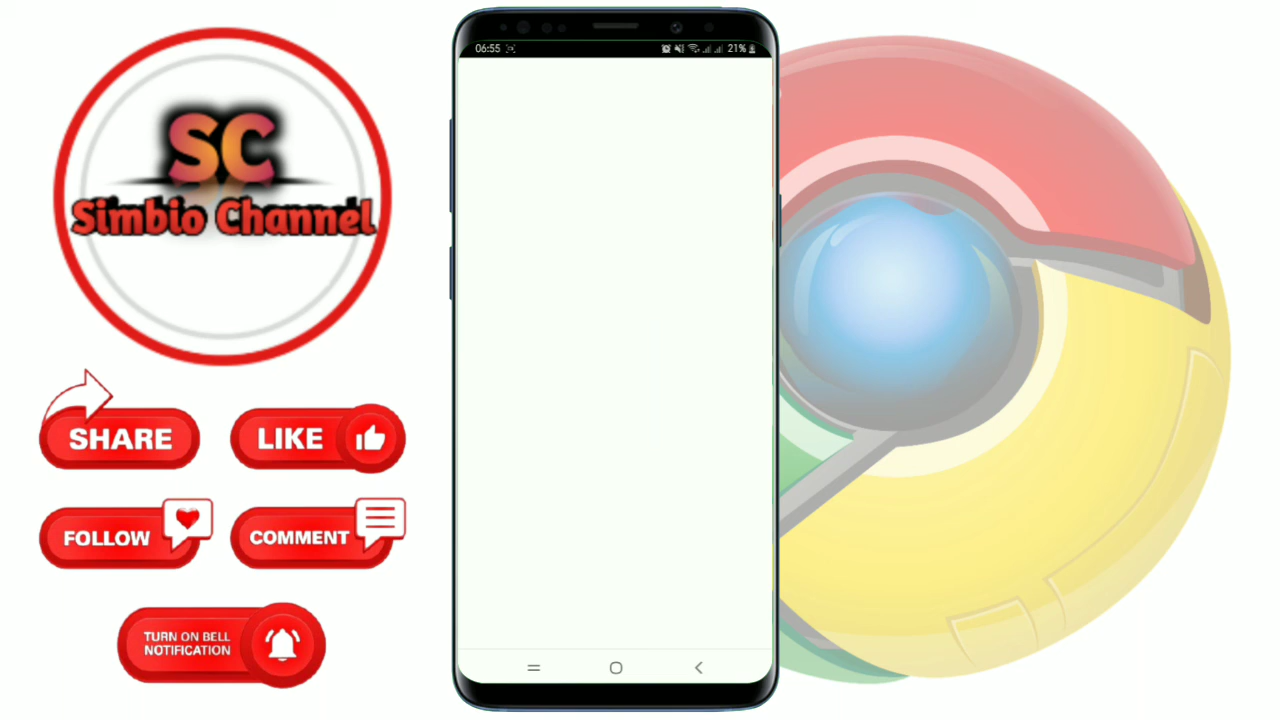 06:55
21%
SC
Simbio Channel
SHARE
LIKE
FOLLOW
COMMENT
TURN ON BELL
NOTIFICATION